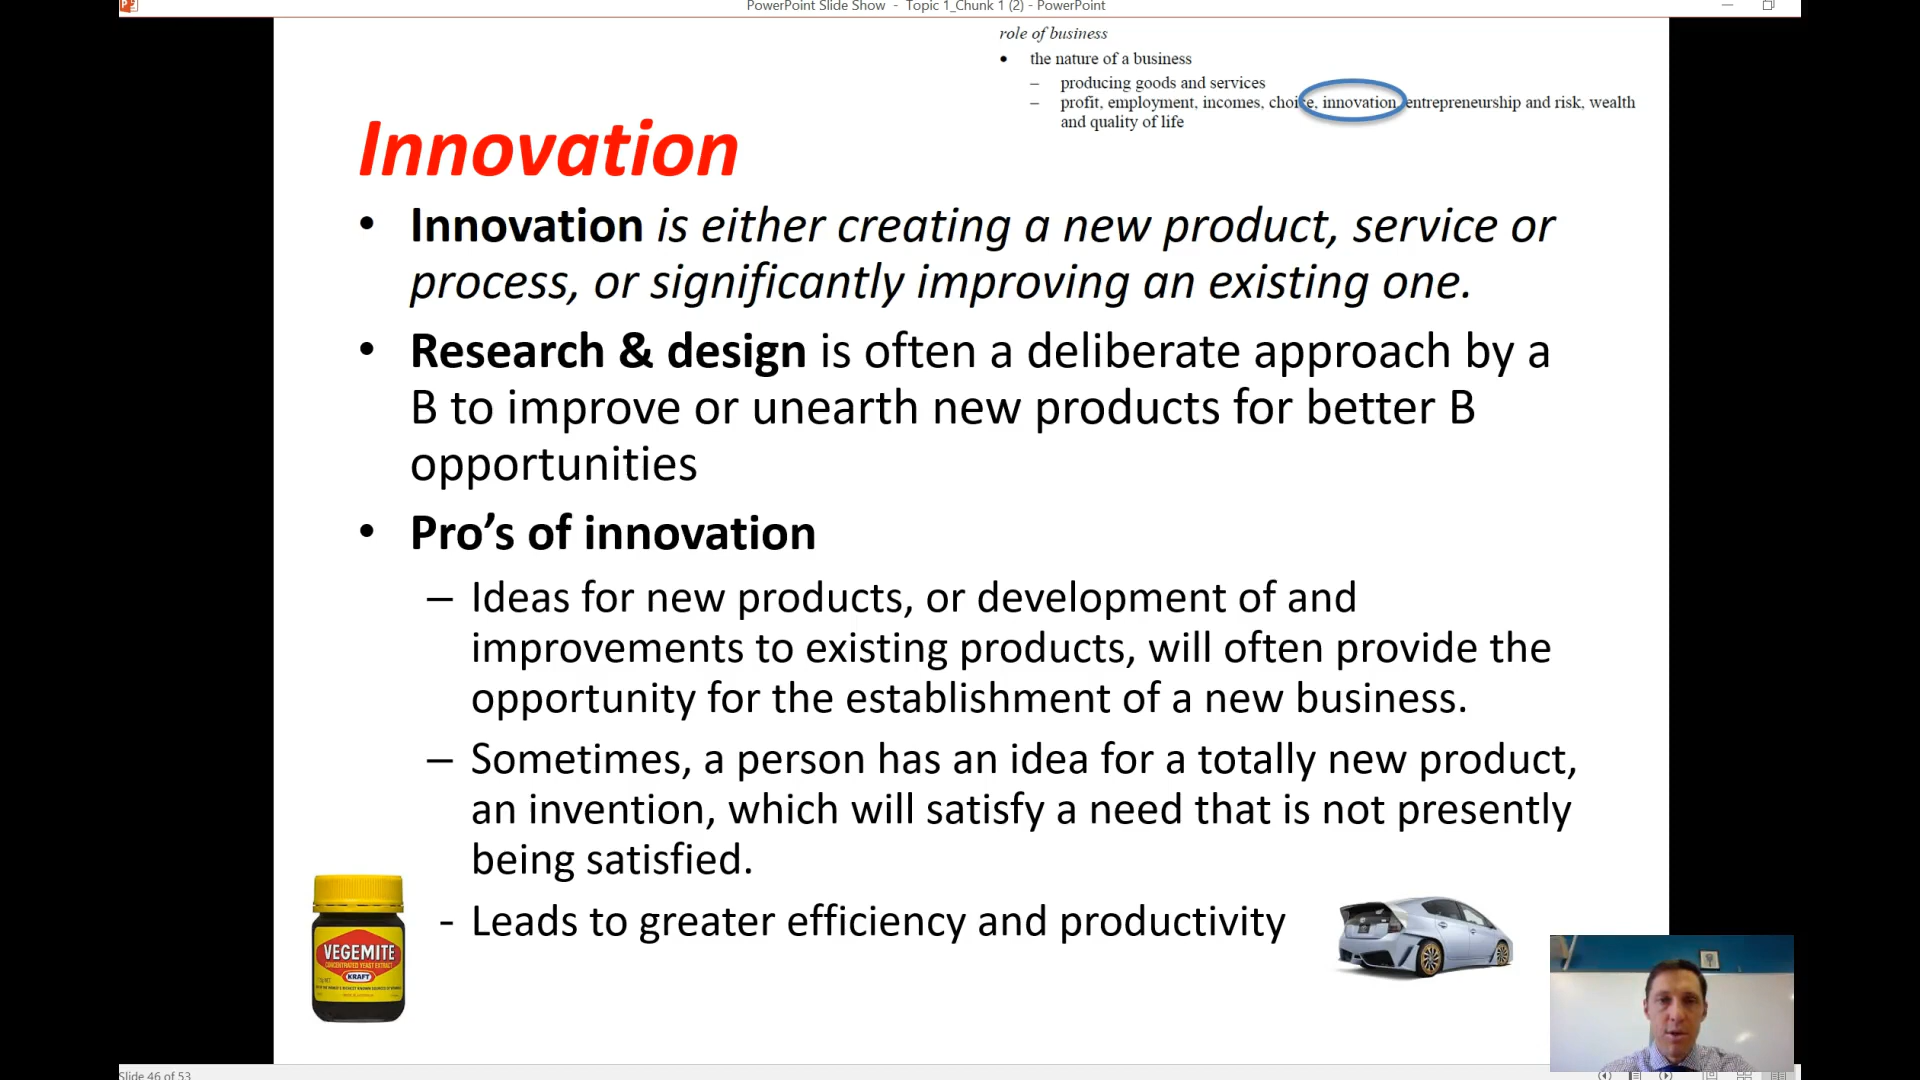 PowerPoint Slide Show - Topic 1_Chunk 1 (2) - PowerPoint
role of business
• the nature of a business
– producing goods and services
– profit, employment, incomes, choice, innovation, entrepreneurship and risk, wealth
and quality of life
Innovation
• Innovation is either creating a new product, service or
process, or significantly improving an existing one.
• Research & design is often a deliberate approach by a
B to improve or unearth new products for better B
opportunities
• Pro’s of innovation
– Ideas for new products, or development of and
improvements to existing products, will often provide the
opportunity for the establishment of a new business.
– Sometimes, a person has an idea for a totally new product,
an invention, which will satisfy a need that is not presently
being satisfied.
- Leads to greater efficiency and productivity
VEGEMITE
CONCENTRATED YEAST EXTRACT
KRAFT
Slide 46 of 53